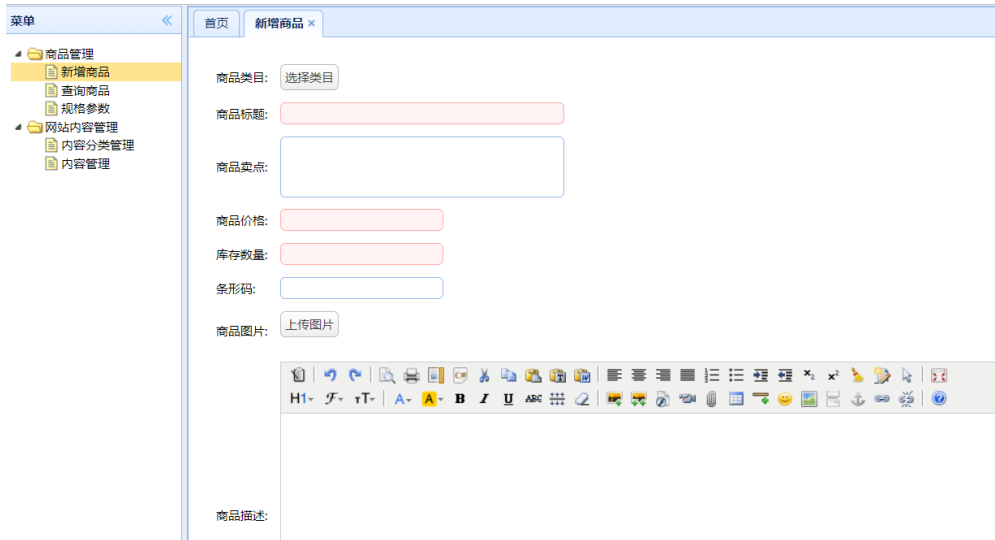 菜单
首页
新增商品
商品管理
新增商品
查询商品
规格参数
网站内容管理
内容分类管理
内容管理
商品类目: 选择类目
商品标题:
商品卖点:
商品价格:
库存数量:
条形码:
商品图片: 上传图片
H1 F тT A A B I U ABC
商品描述: